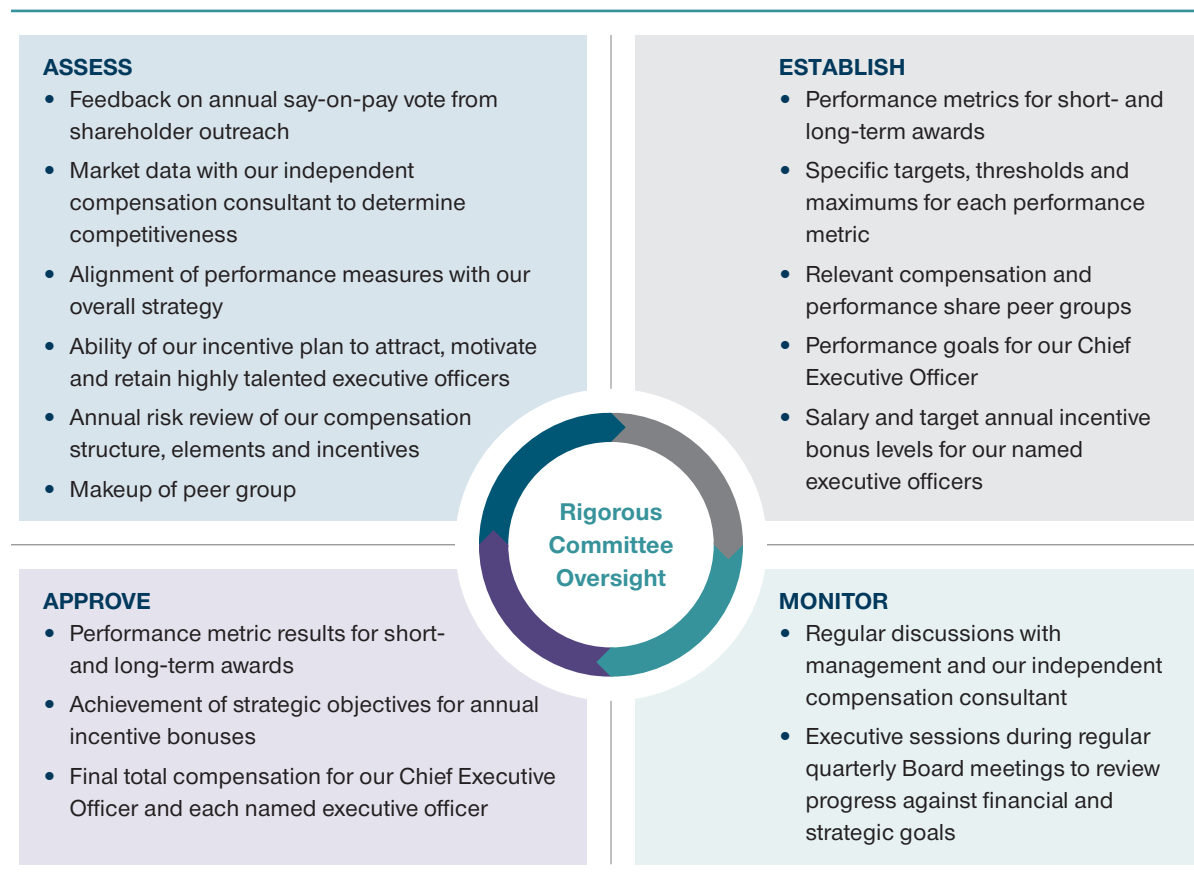 ASSESS
• Feedback on annual say-on-pay vote from
shareholder outreach
• Market data with our independent
compensation consultant to determine
competitiveness
• Alignment of performance measures with our
overall strategy
• Ability of our incentive plan to attract, motivate
and retain highly talented executive officers
• Annual risk review of our compensation
structure, elements and incentives
• Makeup of peer group
ESTABLISH
• Performance metrics for short- and
long-term awards
• Specific targets, thresholds and
maximums for each performance
metric
• Relevant compensation and
performance share peer groups
• Performance goals for our Chief
Executive Officer
• Salary and target annual incentive
bonus levels for our named
executive officers
Rigorous
Committee
Oversight
APPROVE
• Performance metric results for short-
and long-term awards
• Achievement of strategic objectives for annual
incentive bonuses
• Final total compensation for our Chief Executive
Officer and each named executive officer
MONITOR
• Regular discussions with
management and our independent
compensation consultant
• Executive sessions during regular
quarterly Board meetings to review
progress against financial and
strategic goals